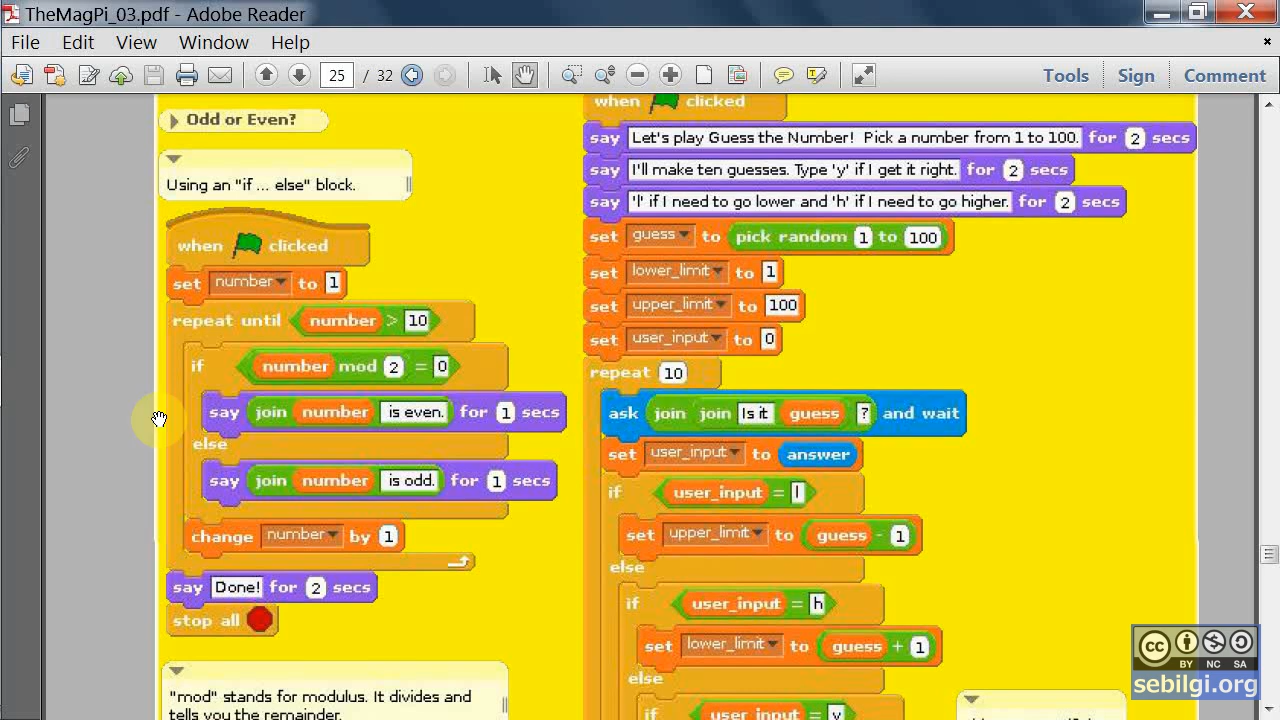 TheMagPi_03.pdf - Adobe Reader
File Edit View Window Help
25 / 32
Tools Sign Comment
Odd or Even?
Using an "if ... else" block.
when clicked
set number to 1
repeat until number > 10
if number mod 2 = 0
say join number is even. for 1 secs
else
say join number is odd. for 1 secs
change number by 1
say Done! for 2 secs
stop all
"mod" stands for modulus. It divides and
tells you the remainder.
when clicked
say Let's play Guess the Number! Pick a number from 1 to 100. for 2 secs
say I'll make ten guesses. Type 'y' if I get it right. for 2 secs
say 'l' if I need to go lower and 'h' if I need to go higher. for 2 secs
set guess to pick random 1 to 100
set lower_limit to 1
set upper_limit to 100
set user_input to 0
repeat 10
ask join join Is it guess ? and wait
set user_input to answer
if user_input = l
set upper_limit to guess - 1
else
if user_input = h
set lower_limit to guess + 1
else
if user_input = y
cc BY NC SA
sebilgi.org